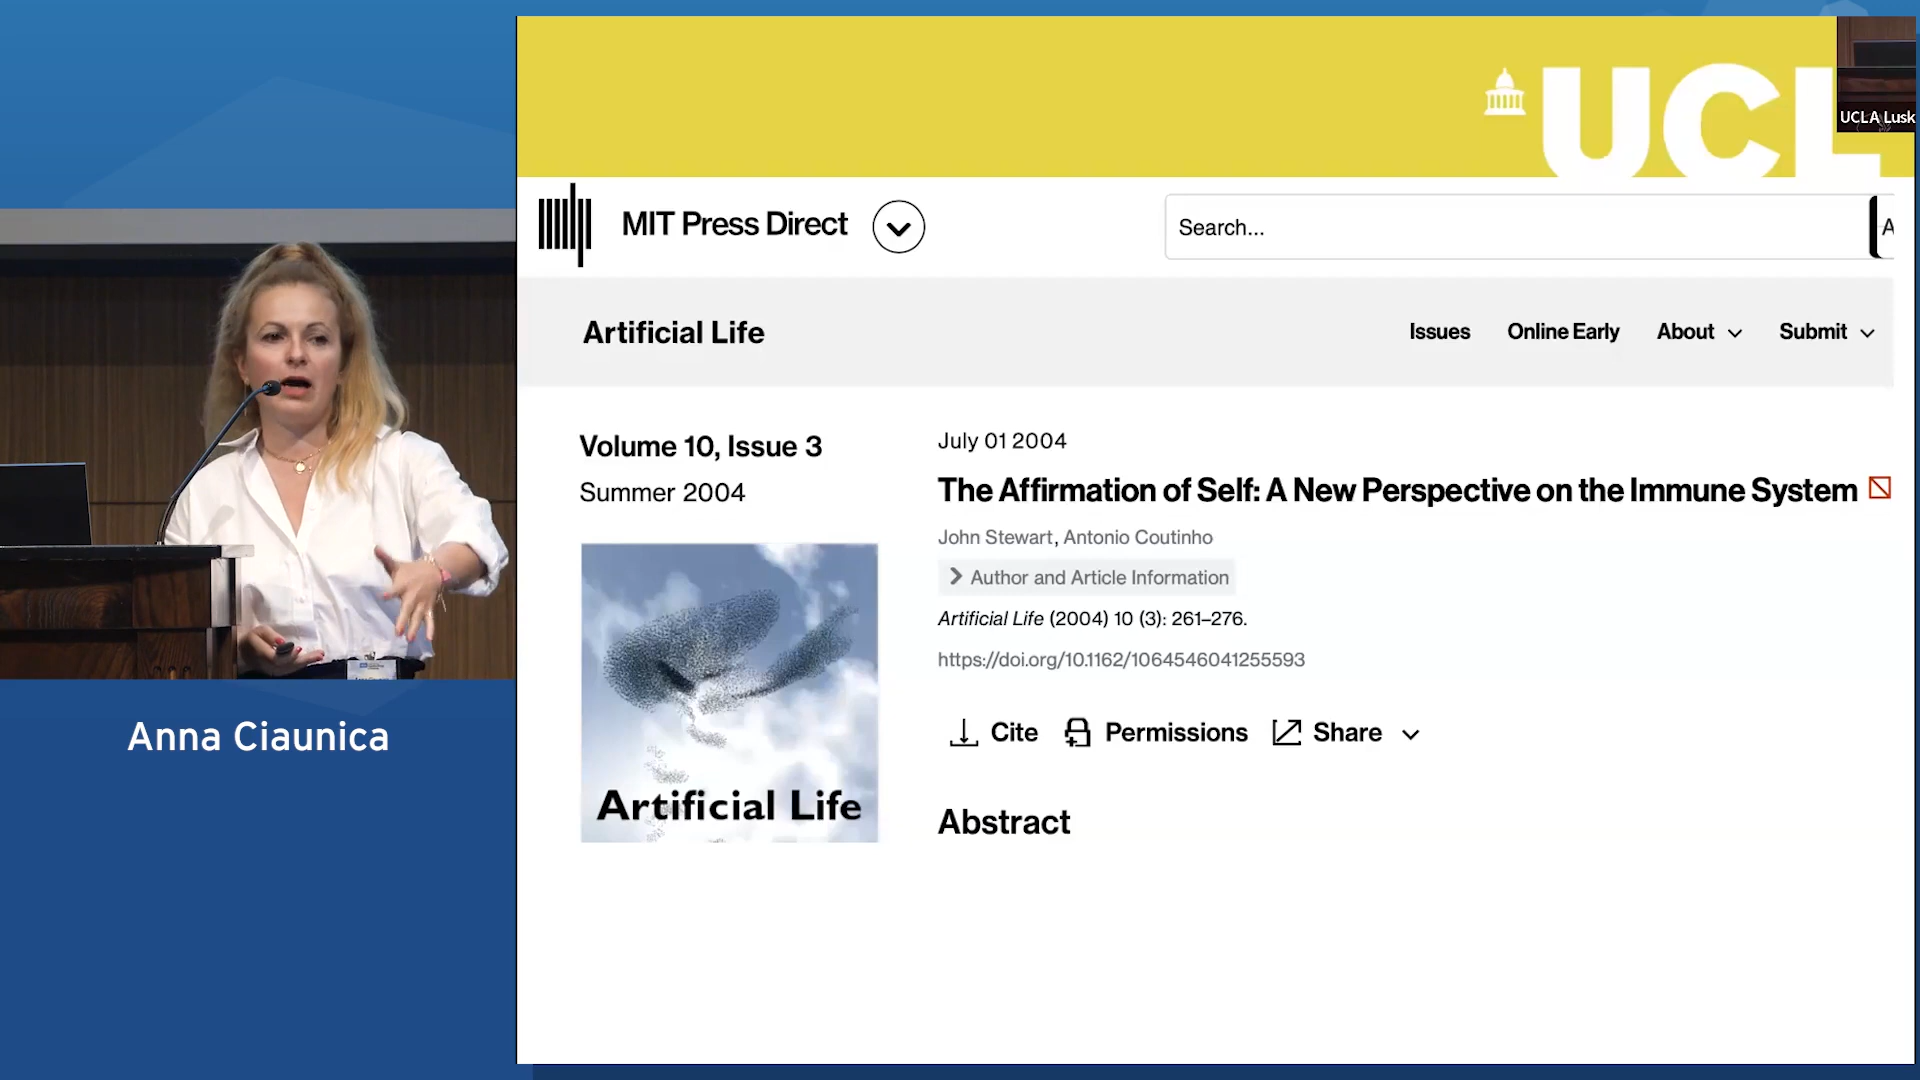 UCL
UCLA Lusk
MIT Press Direct
Search...
A
Artificial Life
Issues
Online Early
About
Submit
Volume 10, Issue 3
Summer 2004
Artificial Life
July 01 2004
The Affirmation of Self: A New Perspective on the Immune System
John Stewart, Antonio Coutinho
Author and Article Information
Artificial Life (2004) 10 (3): 261–276.
https://doi.org/10.1162/1064546041255593
Cite
Permissions
Share
Abstract
Anna Ciaunica